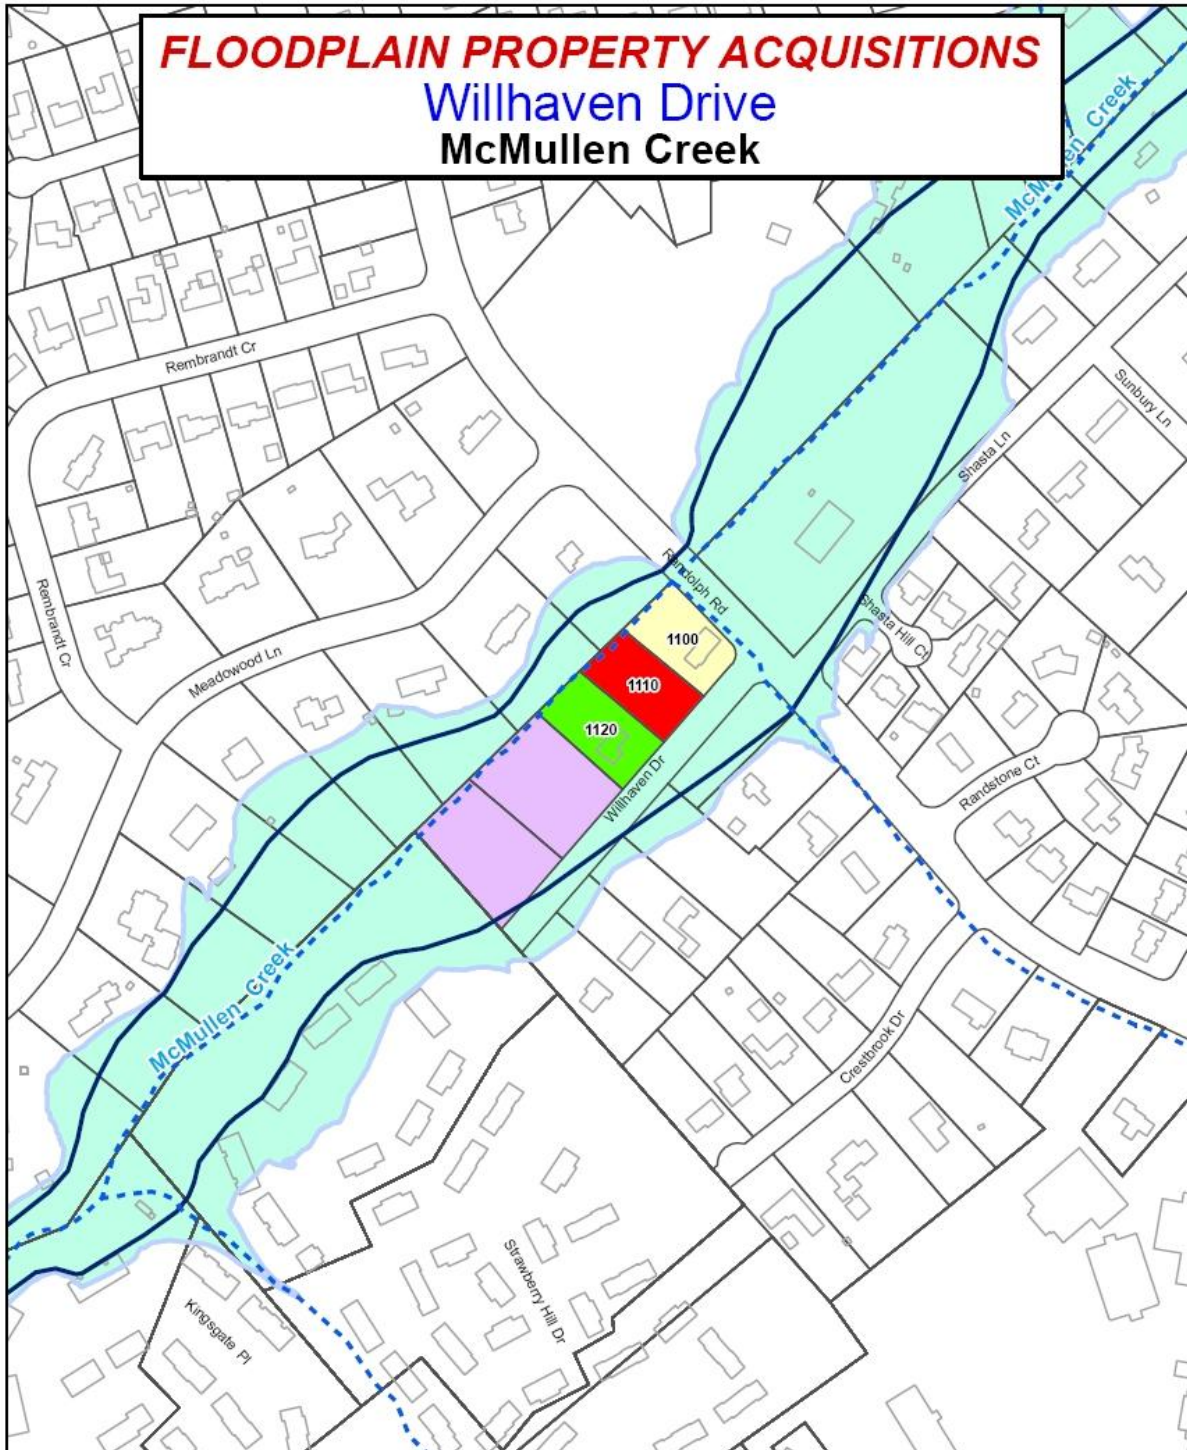 FLOODPLAIN PROPERTY ACQUISITIONS
Willhaven Drive
McMullen Creek
McMullen Creek
Rembrandt Cr
Sunbury Ln
Shasta Ln
Randolph Rd
Shasta Hill Ct
Rembrandt Cr
1100
Meadowood Ln
1110
1120
Willhaven Dr
Randstone Ct
McMullen Creek
Crestbrook Dr
Strawberry Hill Dr
Kingsgate Pl